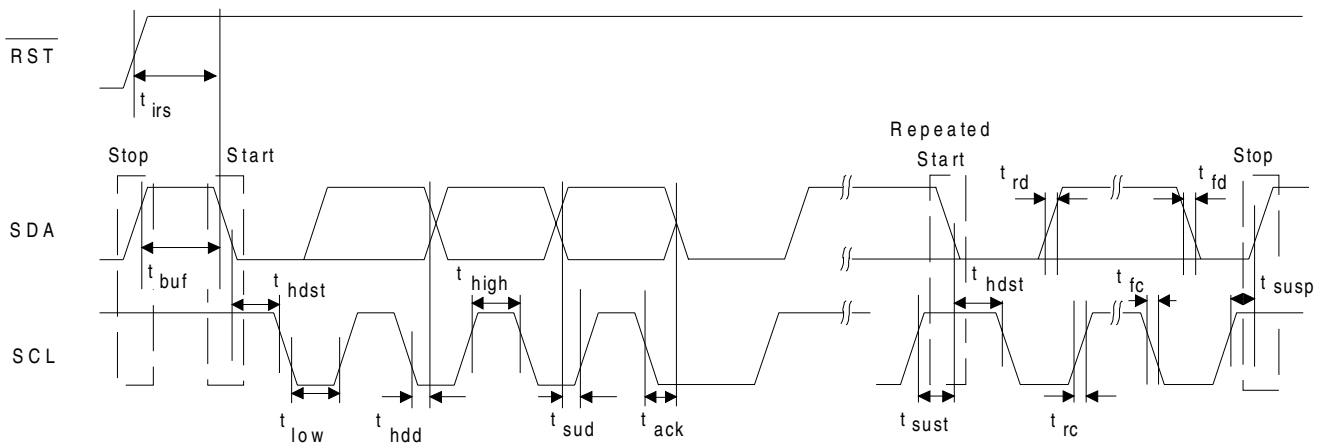 RST
t irs
Repeated
Stop
Start
Start
Stop
t rd
t fd
SDA
t buf
t hdst
t high
t hdst
t fc
t susp
SCL
t low
t hdd
t sud
t ack
t sust
t rc